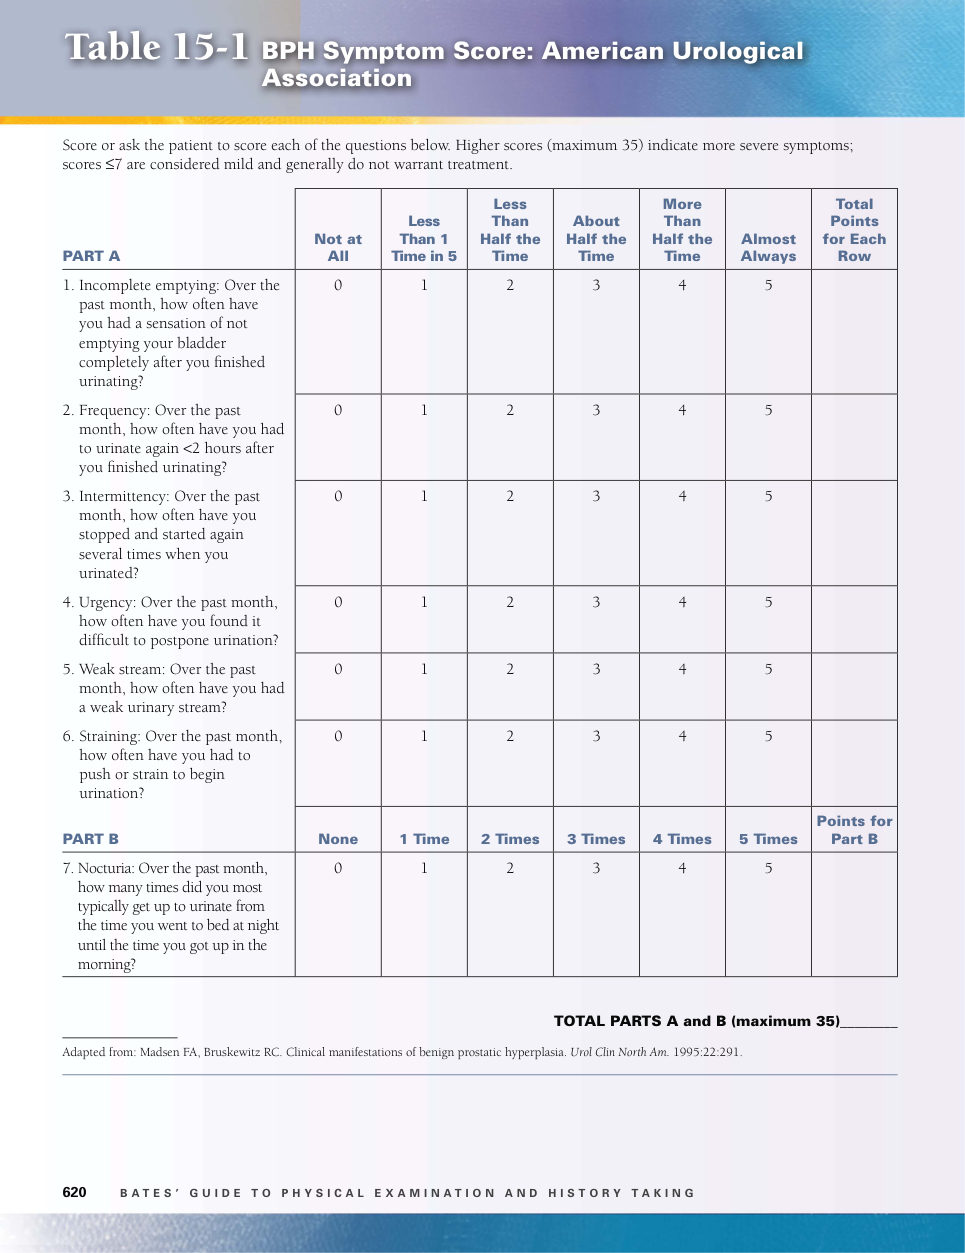 Table 15-1 BPH Symptom Score: American Urological
Association
Score or ask the patient to score each of the questions below. Higher scores (maximum 35) indicate more severe symptoms;
scores ≤7 are considered mild and generally do not warrant treatment.
PART A
Not at
All
Less
Than 1
Time in 5
Less
Than
Half the
Time
About
Half the
Time
More
Than
Half the
Time
Almost
Always
Total
Points
for Each
Row
1. Incomplete emptying: Over the
past month, how often have
you had a sensation of not
emptying your bladder
completely after you finished
urinating?
0 1 2 3 4 5
2. Frequency: Over the past
month, how often have you had
to urinate again <2 hours after
you finished urinating?
0 1 2 3 4 5
3. Intermittency: Over the past
month, how often have you
stopped and started again
several times when you
urinated?
0 1 2 3 4 5
4. Urgency: Over the past month,
how often have you found it
difficult to postpone urination?
0 1 2 3 4 5
5. Weak stream: Over the past
month, how often have you had
a weak urinary stream?
0 1 2 3 4 5
6. Straining: Over the past month,
how often have you had to
push or strain to begin
urination?
0 1 2 3 4 5
PART B
None
1 Time
2 Times
3 Times
4 Times
5 Times
Points for
Part B
7. Nocturia: Over the past month,
how many times did you most
typically get up to urinate from
the time you went to bed at night
until the time you got up in the
morning?
0 1 2 3 4 5
TOTAL PARTS A and B (maximum 35)________
Adapted from: Madsen FA, Bruskewitz RC. Clinical manifestations of benign prostatic hyperplasia. Urol Clin North Am. 1995:22:291.
620 BATES' GUIDE TO PHYSICAL EXAMINATION AND HISTORY TAKING